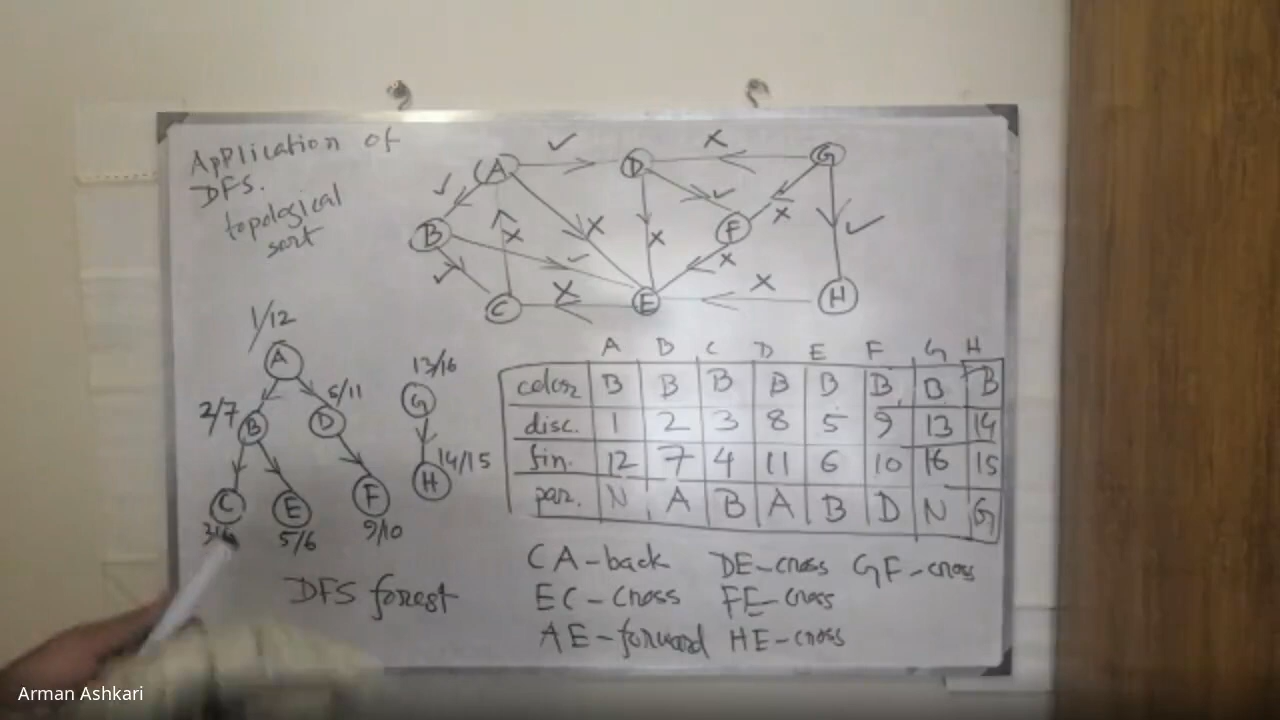 Application of
DFS.
topological
sort
A
✓
D
X
G
✓
X
✓
X
X
✓
B
X
✓
F
X
✓
X
X
C
X
E
H
1/12
A
2/7
B
5/11
D
C
E
5/6
F
9/10
13/16
G
14/15
H
DFS forest
A B C D E F G H
color B B B B B B B B
disc. 1 2 3 8 5 9 13 14
fin. 12 7 4 11 6 10 16 15
par. N A B A B D N G
CA-back DE-cross GF-cross
EC-cross FE-cross
AE-forward HE-cross
Arman Ashkari